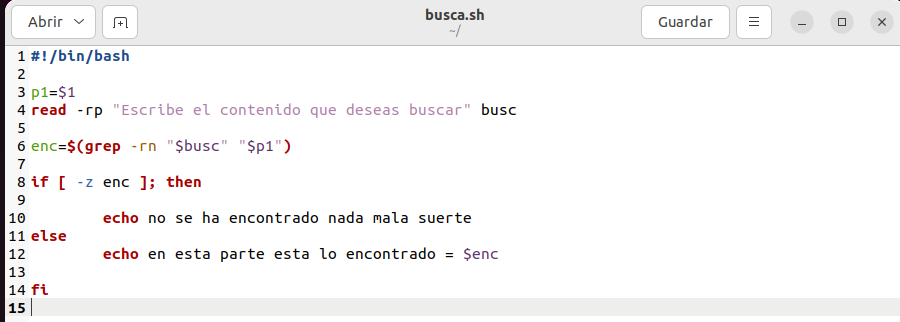 Abrir
busca.sh
~/
Guardar
1 #!/bin/bash
2
3 p1=$1
4 read -rp "Escribe el contenido que deseas buscar" busc
5
6 enc=$(grep -rn "$busc" "$p1")
7
8 if [ -z enc ]; then
9
10         echo no se ha encontrado nada mala suerte
11 else
12         echo en esta parte esta lo encontrado = $enc
13
14 fi
15